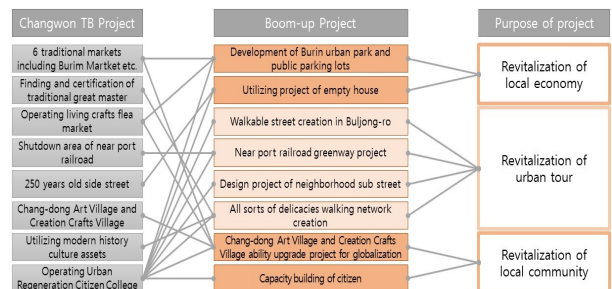 Changwon TB Project
Boom-up Project
Purpose of project
6 traditional markets
including Burim Martket etc.
Finding and certification of
traditional great master
Operating living crafts flea
market
Shutdown area of near port
railroad
250 years old side street
Chang-dong Art Village and
Creation Crafts Village
Utilizing modern history
culture assets
Operating Urban
Regeneration Citizen College
Development of Burin urban park and
public parking lots
Utilizing project of empty house
Walkable street creation in Buljong-ro
Near port railroad greenway project
Design project of neighborhood sub street
All sorts of delicacies walking network
creation
Chang-dong Art Village and Creation Crafts
Village ability upgrade project for globalization
Capacity building of citizen
Revitalization of
local economy
Revitalization of
urban tour
Revitalization of
local community